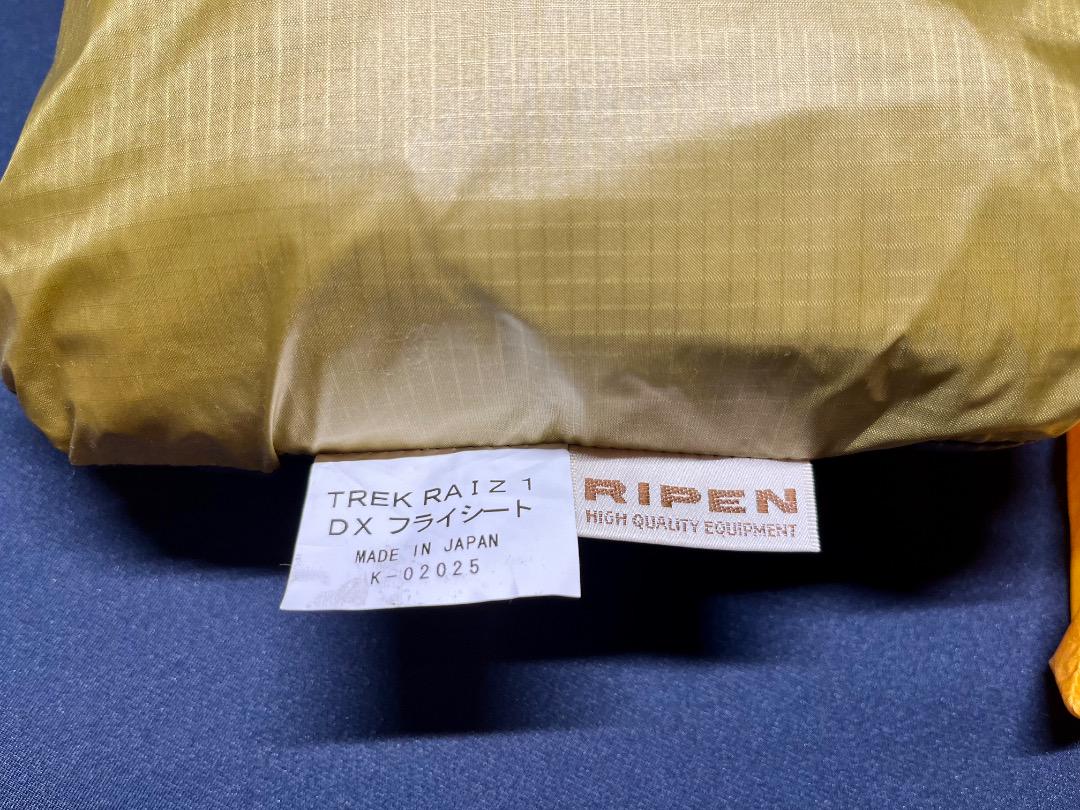 TREK RAIZ 1
DX フライシート
MADE IN JAPAN
K-02025
RIPEN
HIGH QUALITY EQUIPMENT